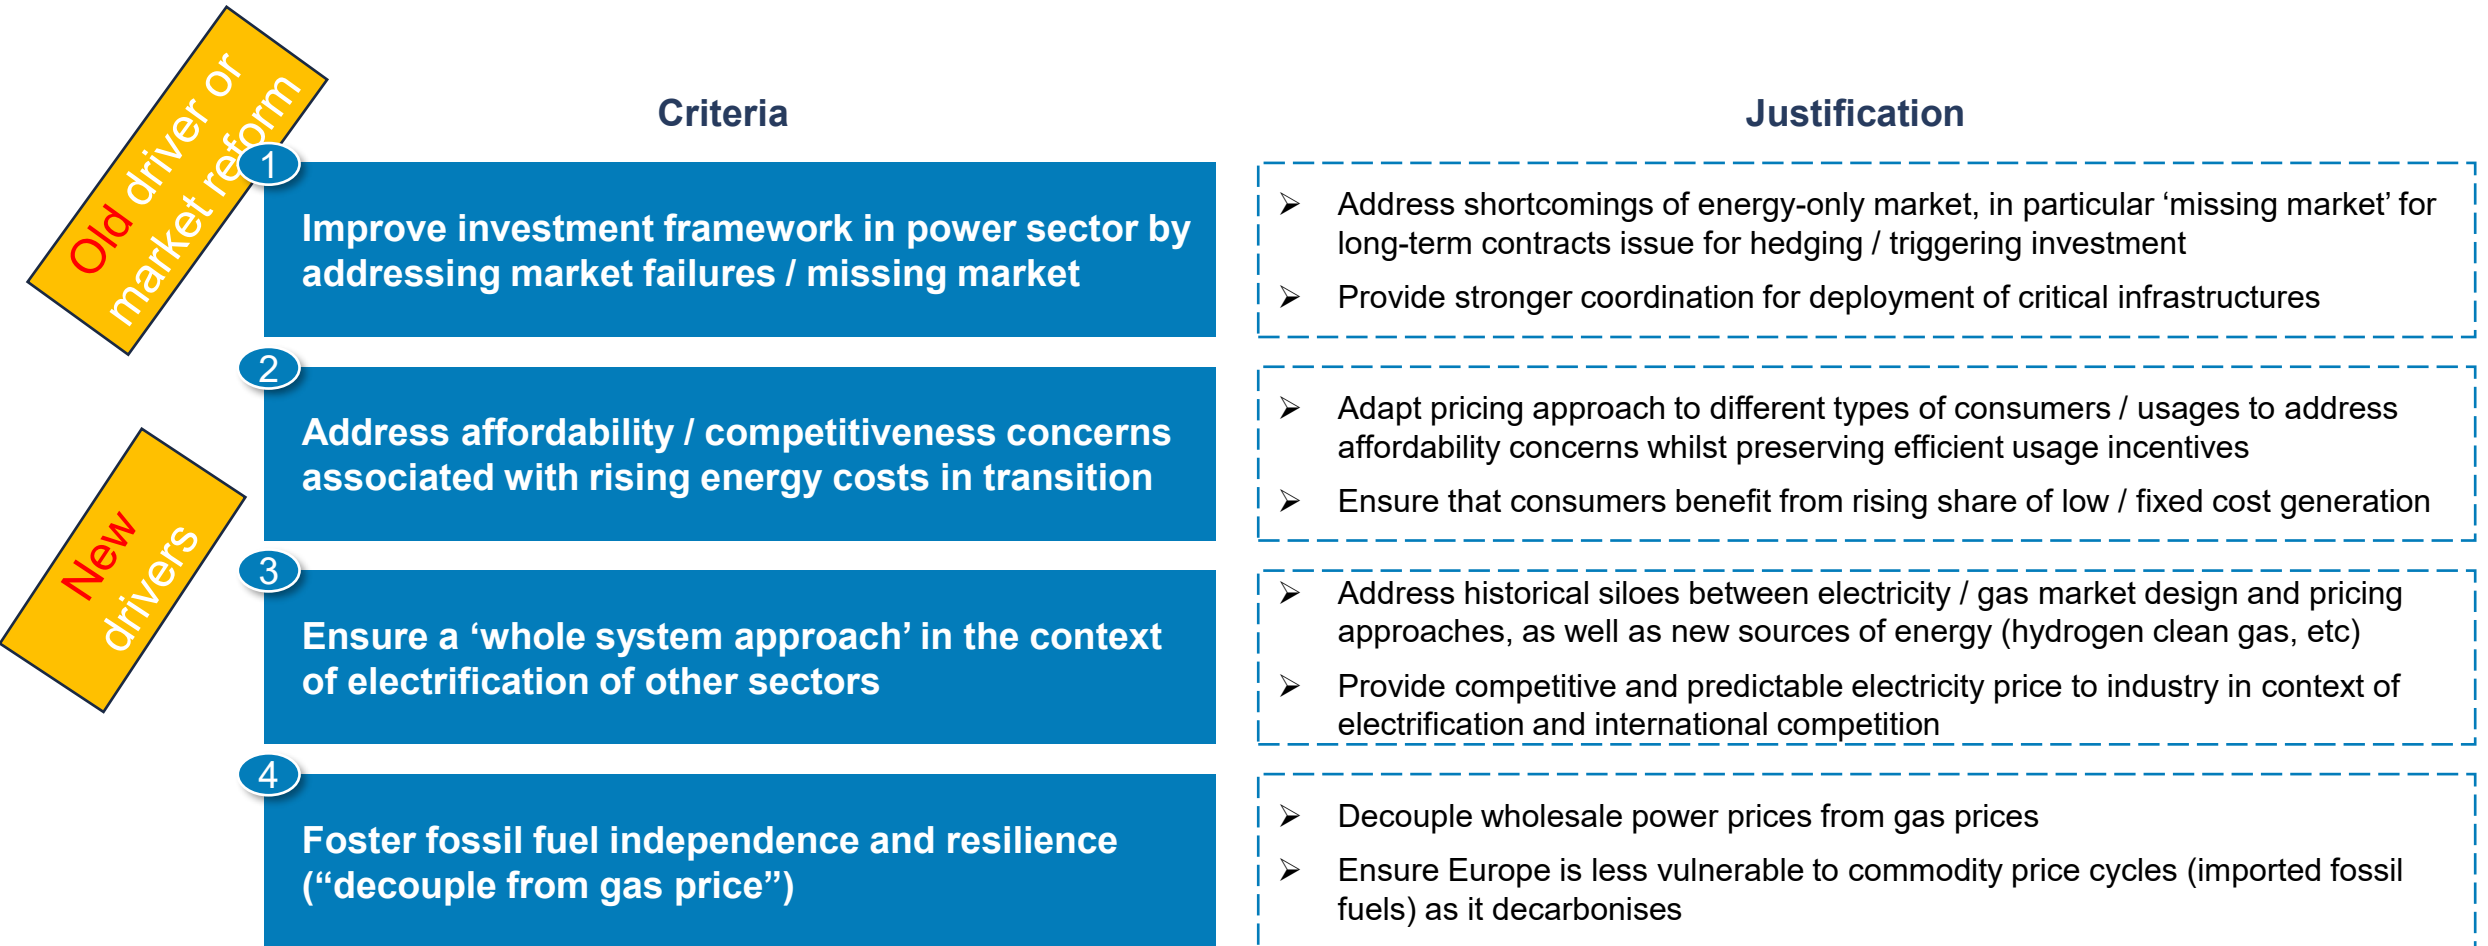 Old driver or
market reform
Criteria
Justification
1
Improve investment framework in power sector by
addressing market failures / missing market
➢ Address shortcomings of energy-only market, in particular ‘missing market’ for
long-term contracts issue for hedging / triggering investment
➢ Provide stronger coordination for deployment of critical infrastructures
2
Address affordability / competitiveness concerns
associated with rising energy costs in transition
➢ Adapt pricing approach to different types of consumers / usages to address
affordability concerns whilst preserving efficient usage incentives
➢ Ensure that consumers benefit from rising share of low / fixed cost generation
New
drivers
3
Ensure a ‘whole system approach’ in the context
of electrification of other sectors
➢ Address historical siloes between electricity / gas market design and pricing
approaches, as well as new sources of energy (hydrogen clean gas, etc)
➢ Provide competitive and predictable electricity price to industry in context of
electrification and international competition
4
Foster fossil fuel independence and resilience
(“decouple from gas price”)
➢ Decouple wholesale power prices from gas prices
➢ Ensure Europe is less vulnerable to commodity price cycles (imported fossil
fuels) as it decarbonises